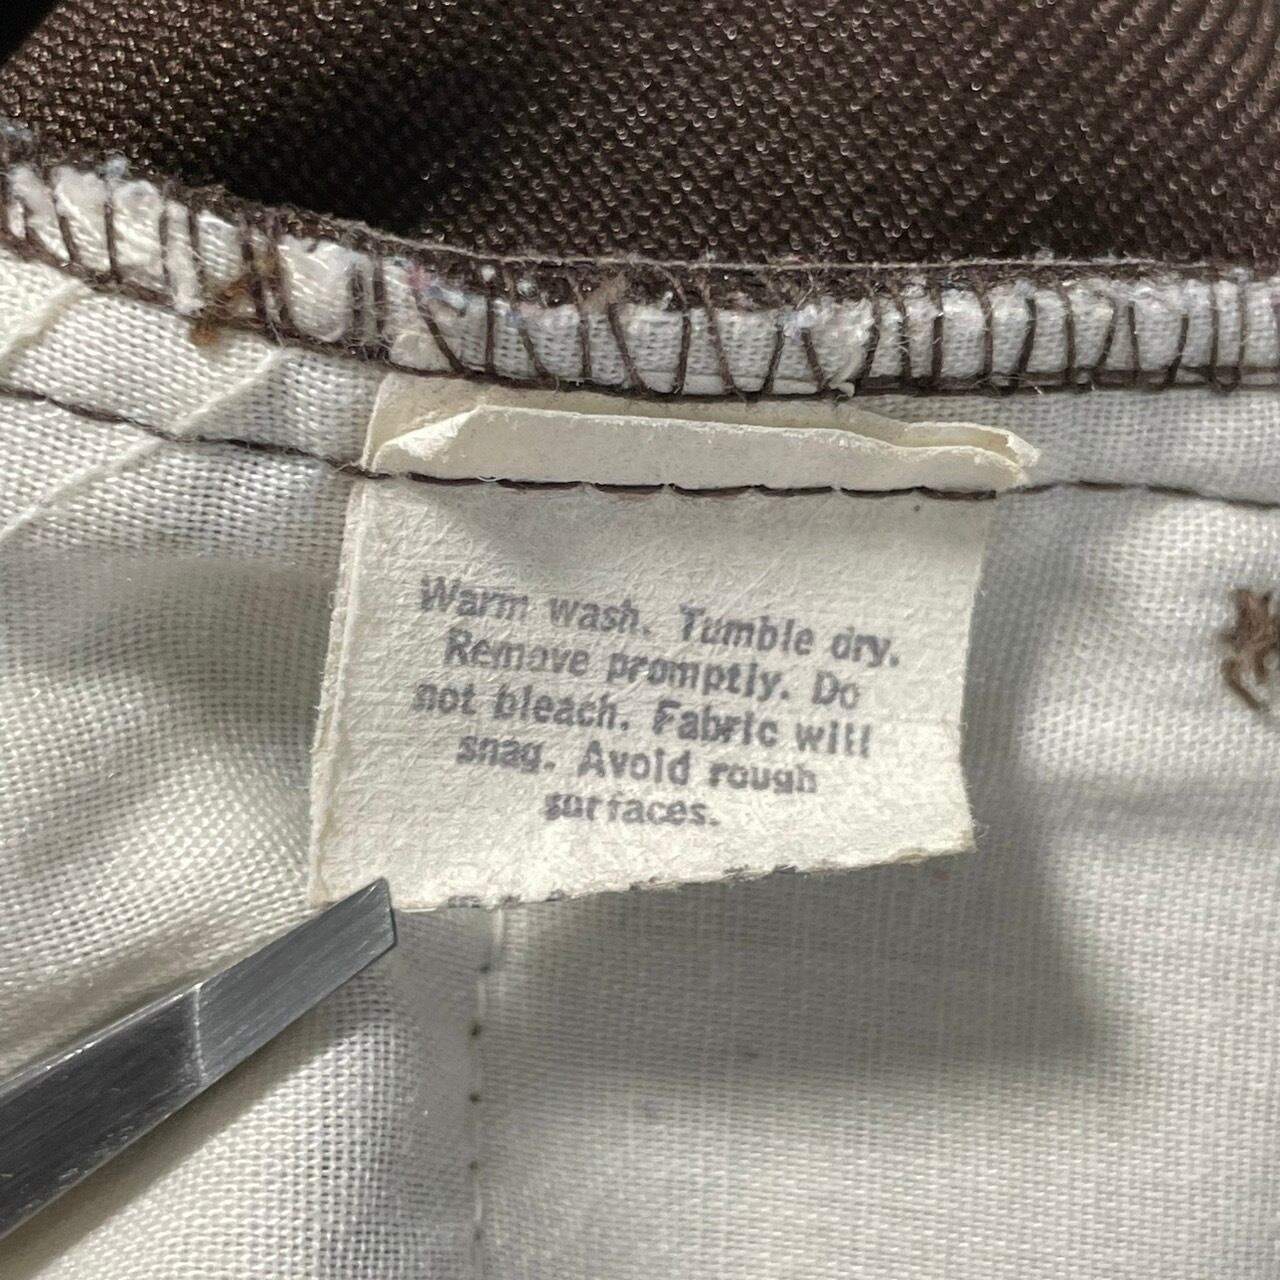 Warm wash. Tumble dry.
Remove promptly. Do
not bleach. Fabric will
snag. Avoid rough
surfaces.